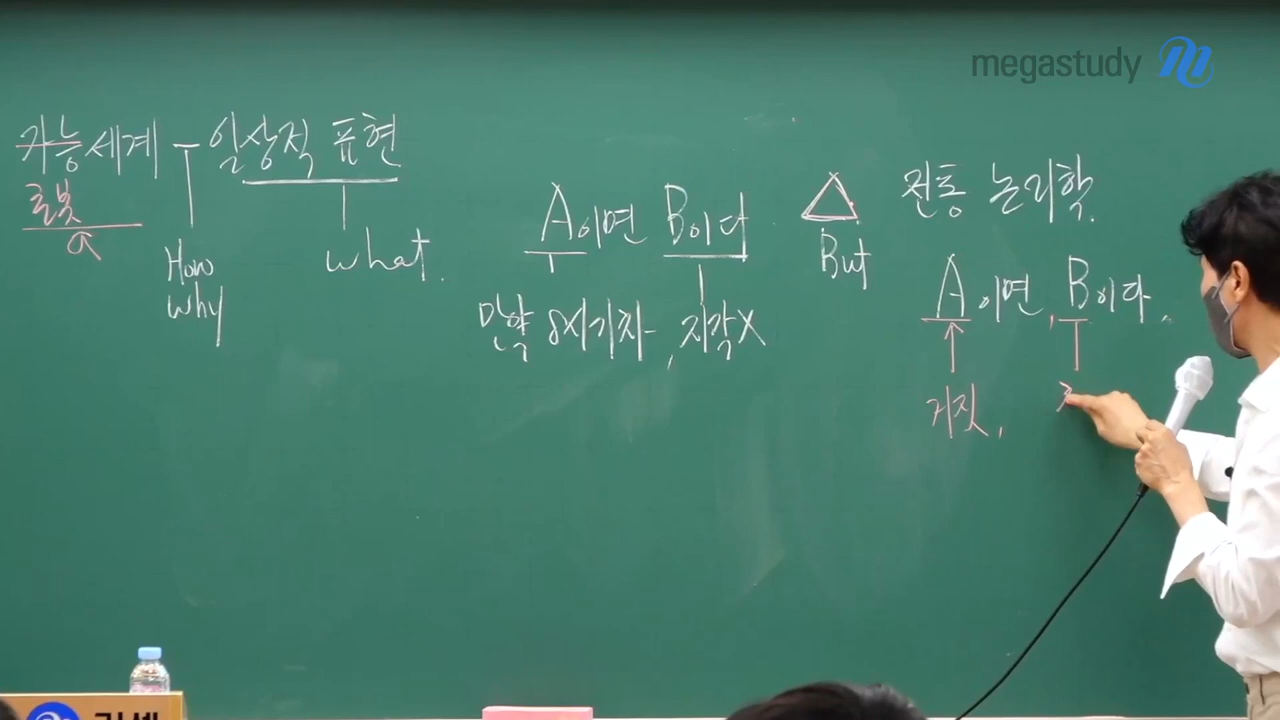 megastudy
가능세계 - 일상적 표현
로봇
How
why
what.
A이면 B이다.
만약 8시기차, 지각X
But
전통 논리학.
A이면, B이다.
거짓,